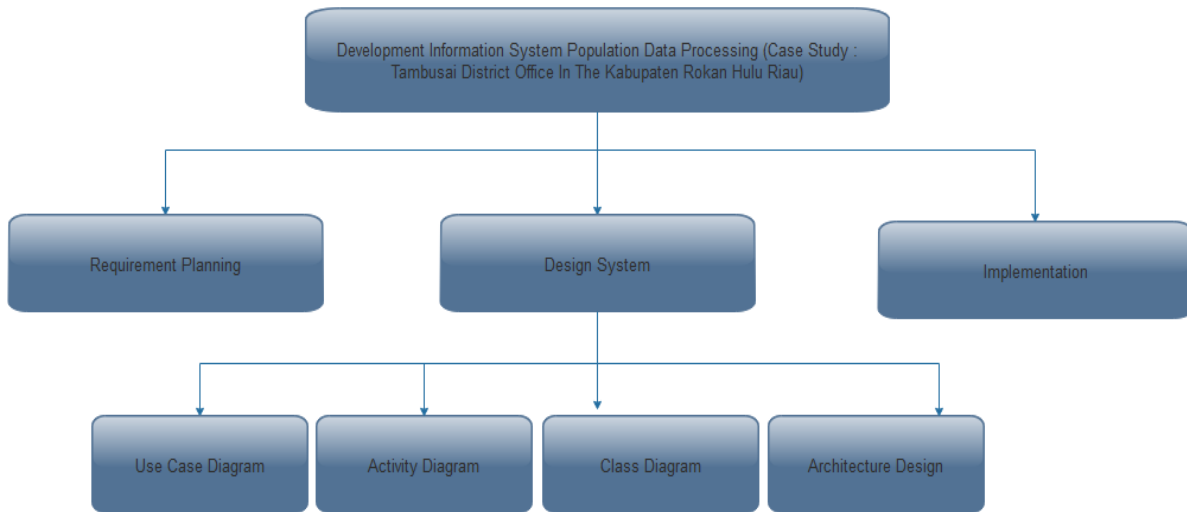 Development Information System Population Data Processing (Case Study :
Tambusai District Office In The Kabupaten Rokan Hulu Riau)
Requirement Planning
Design System
Implementation
Use Case Diagram
Activity Diagram
Class Diagram
Architecture Design